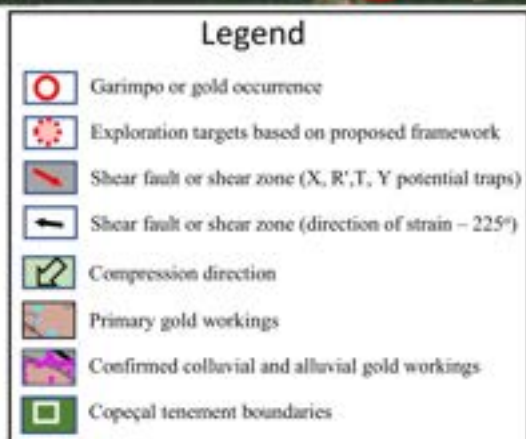 Legend
Garimpo or gold occurrence
Exploration targets based on proposed framework
Shear fault or shear zone (X, R',T, Y potential traps)
Shear fault or shear zone (direction of strain – 225º)
Compression direction
Primary gold workings
Confirmed colluvial and alluvial gold workings
Copeçal tenement boundaries